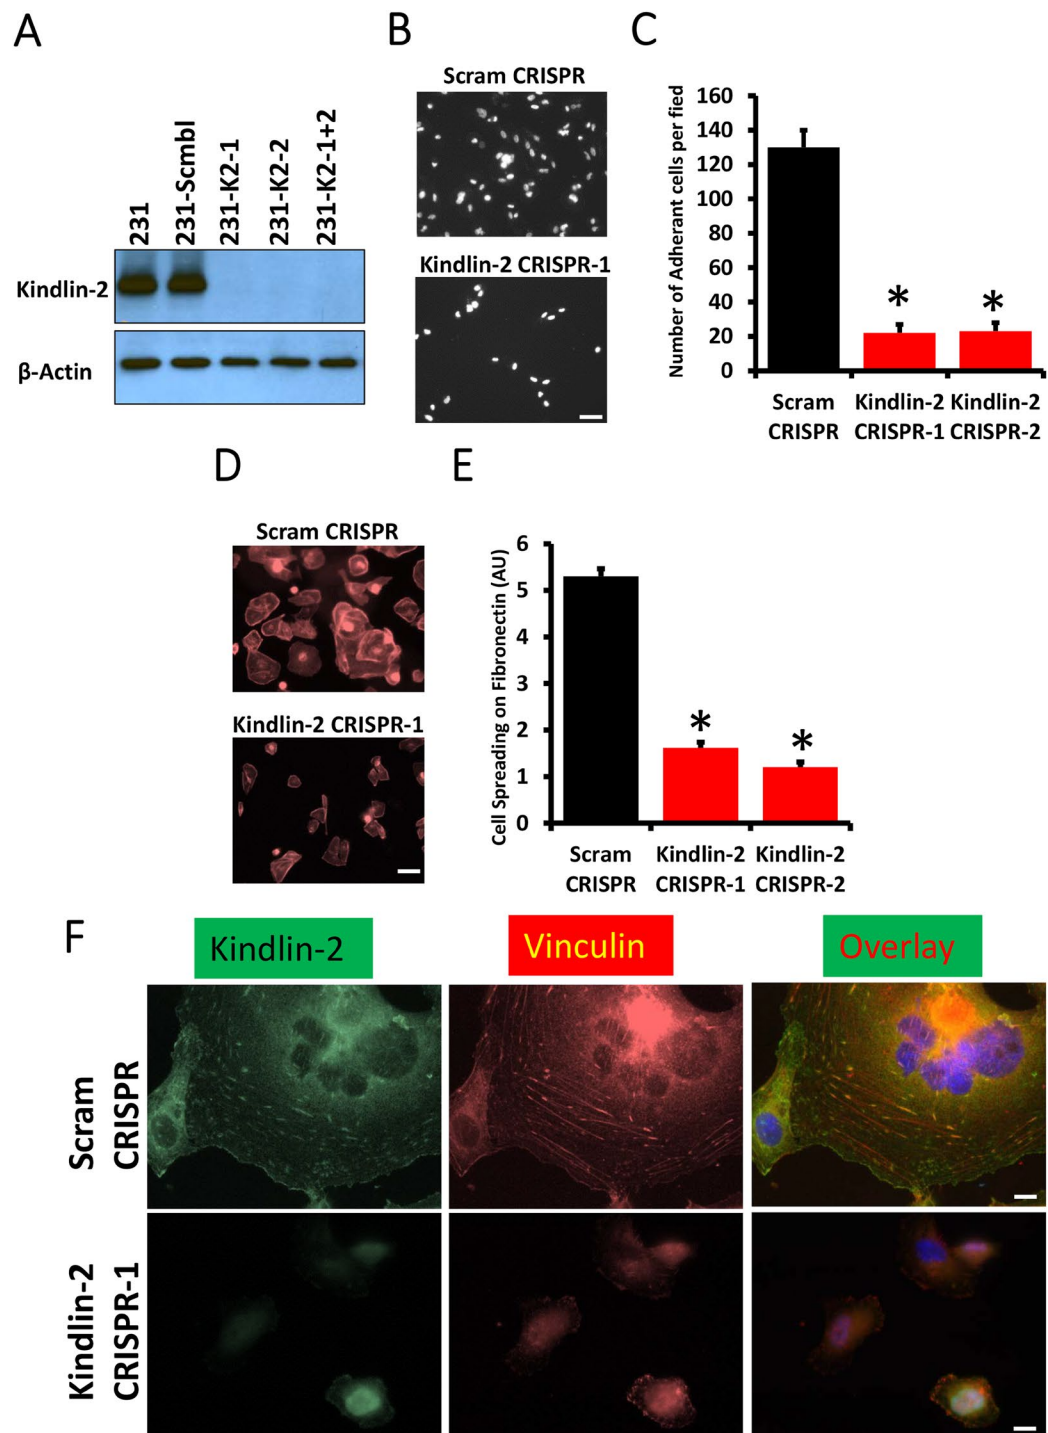 A
231
231-Scmbl
231-K2-1
231-K2-2
231-K2-1+2
Kindlin-2
β-Actin
B
Scram CRISPR
Kindlin-2 CRISPR-1
C
Number of Adherant cells per fied
160
140
120
100
80
60
40
20
0
*
*
Scram
CRISPR
Kindlin-2
CRISPR-1
Kindlin-2
CRISPR-2
D
Scram CRISPR
Kindlin-2 CRISPR-1
E
Cell Spreading on Fibronectin (AU)
6
5
4
3
2
1
0
*
*
Scram
CRISPR
Kindlin-2
CRISPR-1
Kindlin-2
CRISPR-2
F
Kindlin-2
Vinculin
Overlay
Scram
CRISPR
Kindlin-2
CRISPR-1